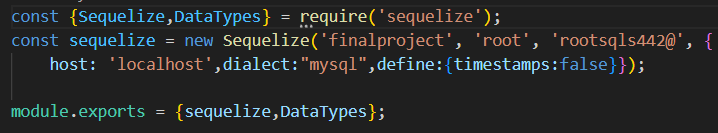 const {Sequelize,DataTypes} = require('sequelize');
const sequelize = new Sequelize('finalproject', 'root', 'rootsqls442@', {
host: 'localhost',dialect:"mysql",define:{timestamps:false}});
module.exports = {sequelize,DataTypes};